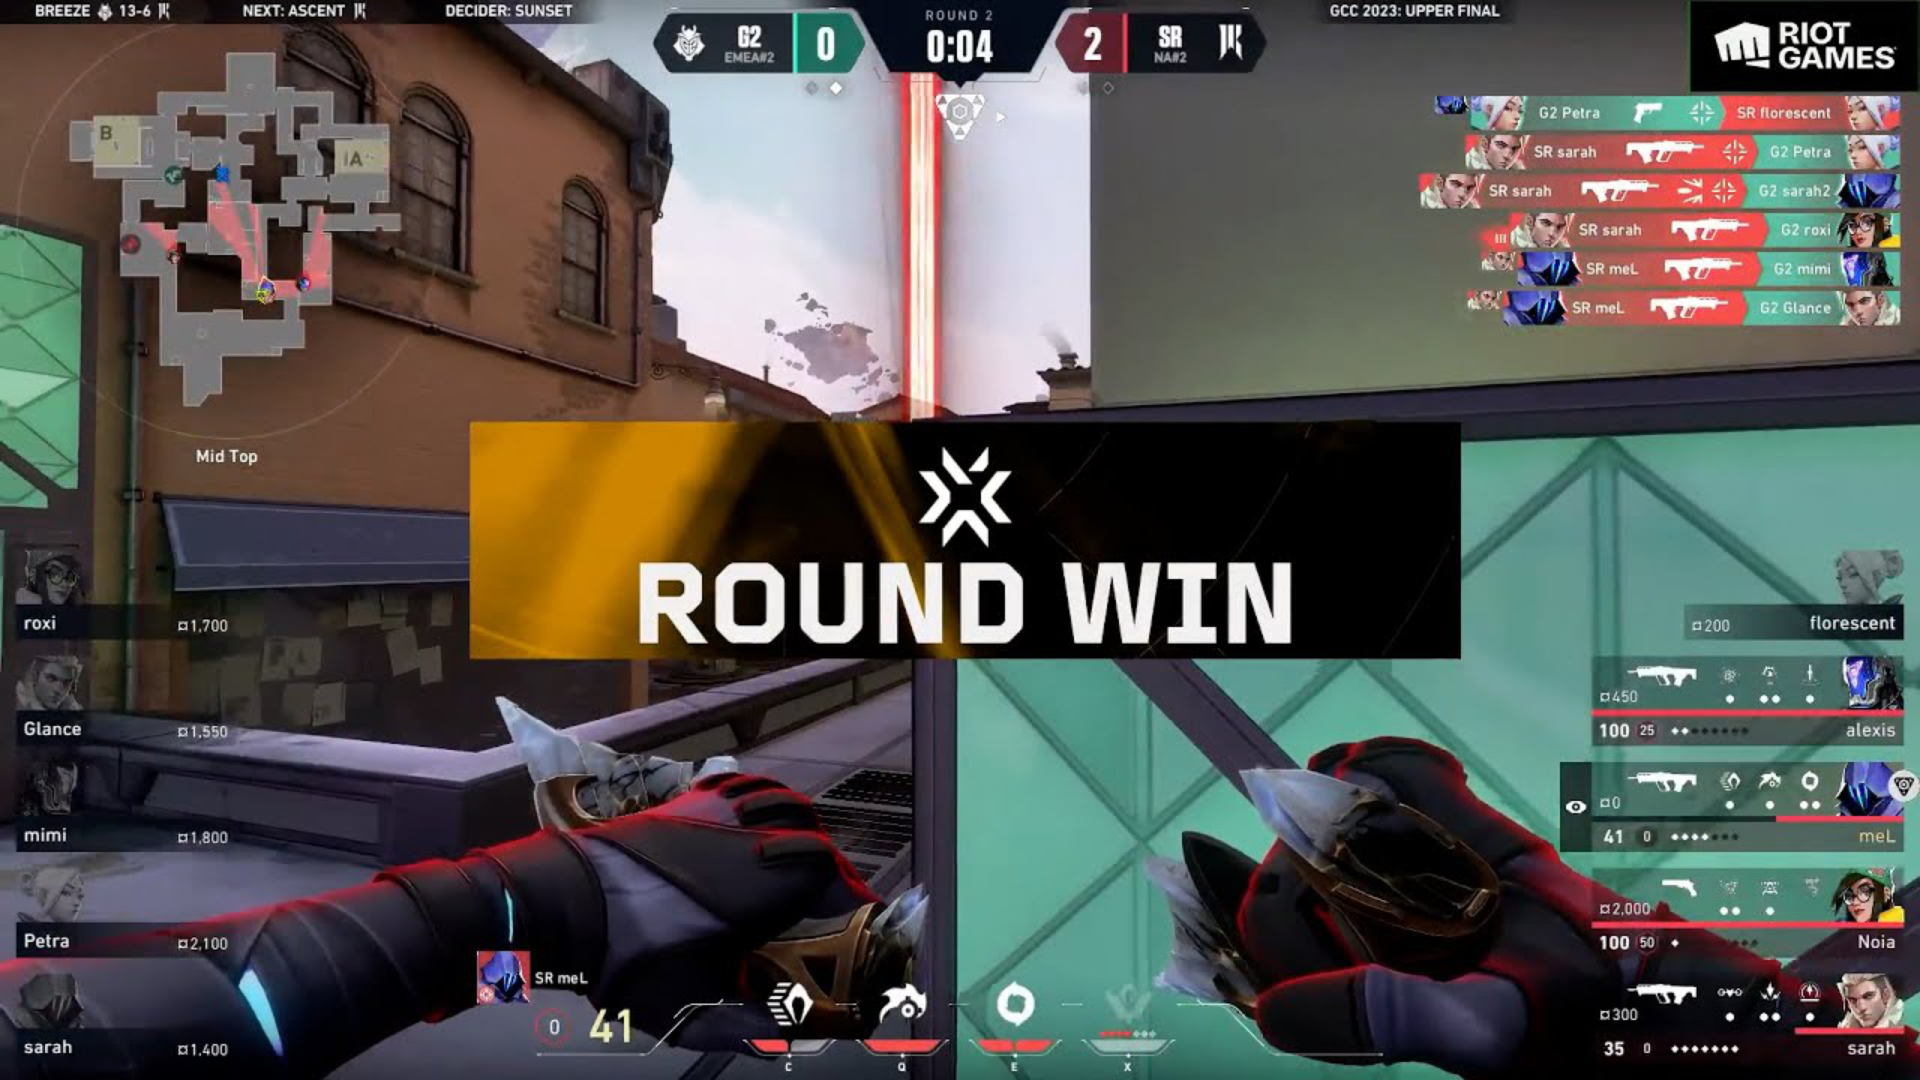 BREEZE 13-6
NEXT: ASCENT
DECIDER: SUNSET
G2
EMEA#2
0
ROUND 2
0:04
2
SR
NA#2
GCC 2023: UPPER FINAL
RIOT
GAMES
G2 Petra SR florescent
SR sarah G2 Petra
SR sarah G2 sarah2
SR sarah G2 roxi
SR meL G2 mimi
SR meL G2 Glance
B
A
Mid Top
ROUND WIN
roxi ¤1,700
Glance ¤1,550
mimi ¤1,800
Petra ¤2,100
sarah ¤1,400
¤200 florescent
¤450
100 25 alexis
¤0
41 0 meL
¤2,000
100 50 Noia
¤300
35 0 sarah
SR meL
0 41
C Q E X